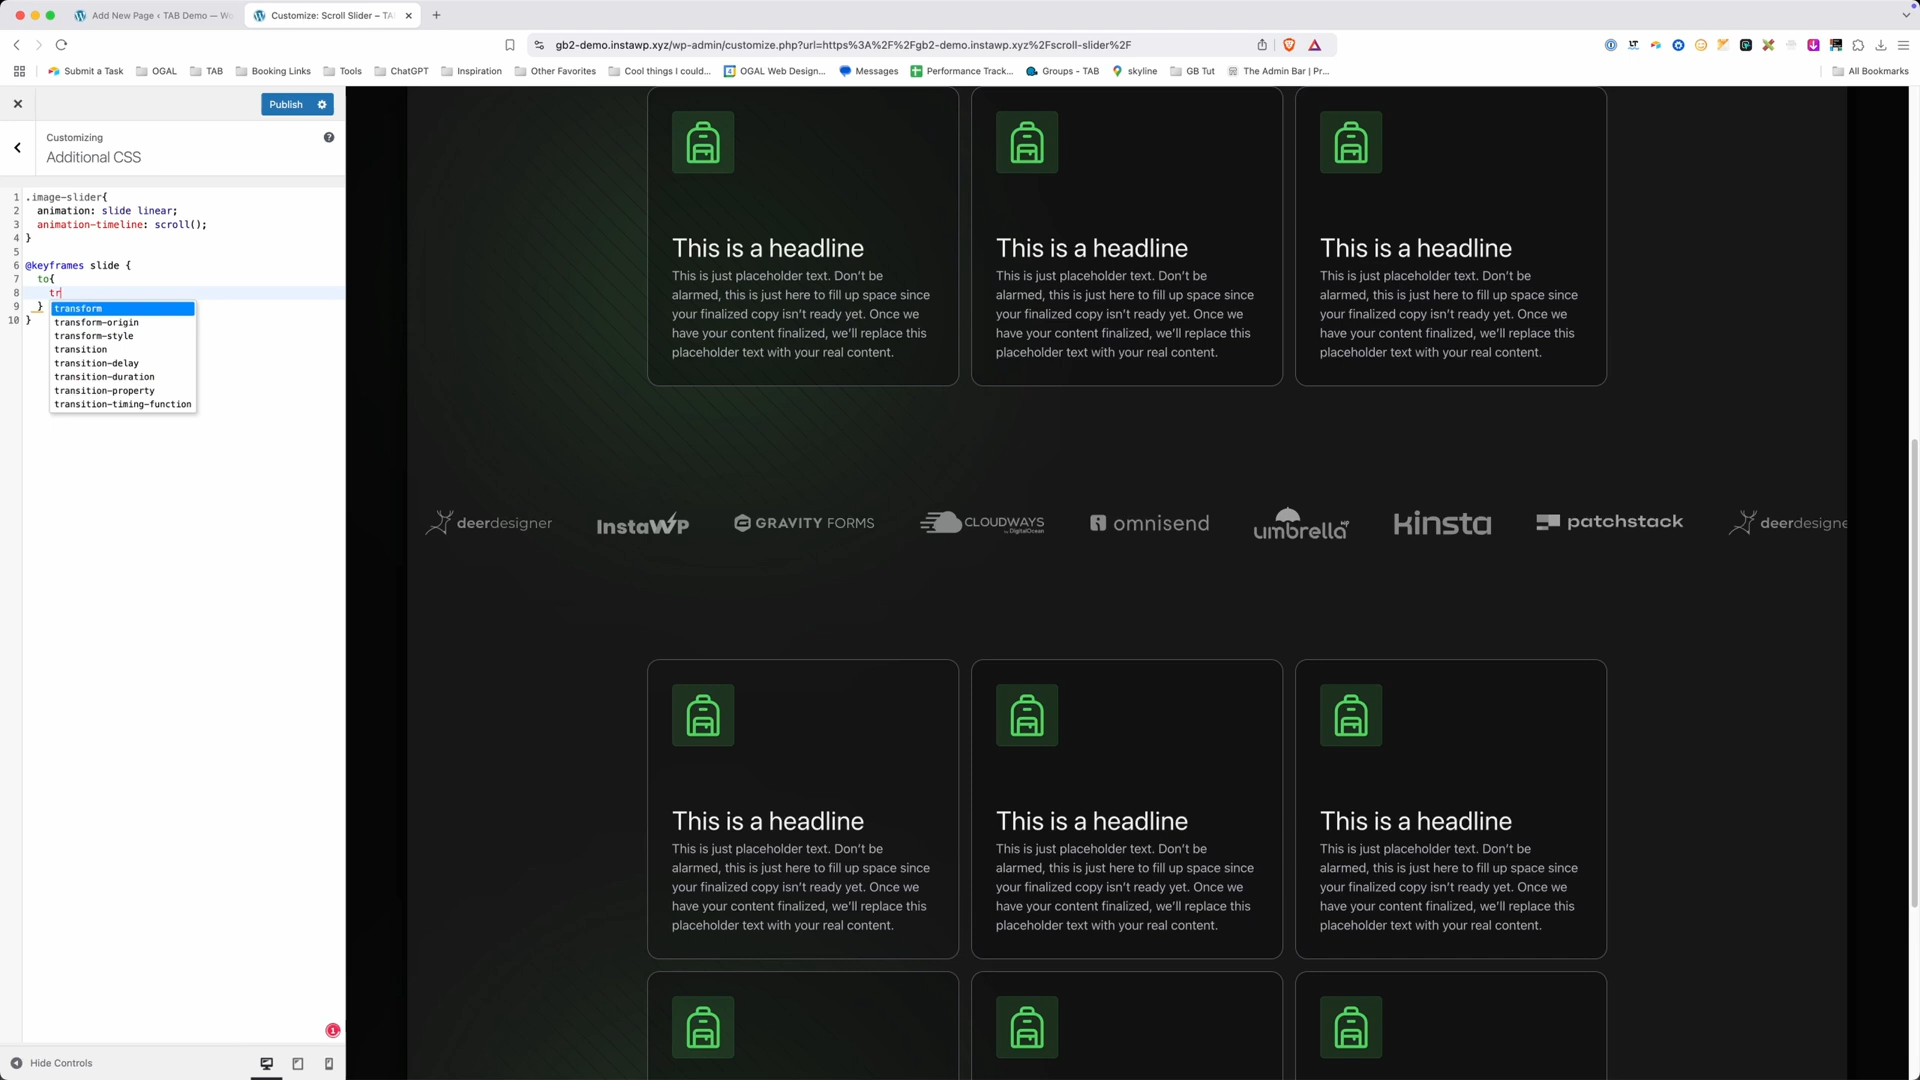 Add New Page ‹ TAB Demo — Wo
Customize: Scroll Slider – TA
gb2-demo.instawp.xyz/wp-admin/customize.php?url=https%3A%2F%2Fgb2-demo.instawp.xyz%2Fscroll-slider%2F
Submit a Task
OGAL
TAB
Booking Links
Tools
ChatGPT
Inspiration
Other Favorites
Cool things I could...
OGAL Web Design...
Messages
Performance Track...
Groups - TAB
skyline
GB Tut
The Admin Bar | Pr...
All Bookmarks
Publish
Customizing
Additional CSS
1 .image-slider{
2 animation: slide linear;
3 animation-timeline: scroll();
4 }
5
6 @keyframes slide {
7 to{
8 tr
9 }
10 }
transform
transform-origin
transform-style
transition
transition-delay
transition-duration
transition-property
transition-timing-function
1
Hide Controls
This is a headline
This is just placeholder text. Don’t be
alarmed, this is just here to fill up space since
your finalized copy isn’t ready yet. Once we
have your content finalized, we’ll replace this
placeholder text with your real content.
This is a headline
This is just placeholder text. Don’t be
alarmed, this is just here to fill up space since
your finalized copy isn’t ready yet. Once we
have your content finalized, we’ll replace this
placeholder text with your real content.
This is a headline
This is just placeholder text. Don’t be
alarmed, this is just here to fill up space since
your finalized copy isn’t ready yet. Once we
have your content finalized, we’ll replace this
placeholder text with your real content.
deerdesigner
InstaWP
GRAVITY FORMS
CLOUDWAYS
by DigitalOcean
omnisend
umbrella WP
Kinsta
patchstack
deerdesigne
This is a headline
This is just placeholder text. Don’t be
alarmed, this is just here to fill up space since
your finalized copy isn’t ready yet. Once we
have your content finalized, we’ll replace this
placeholder text with your real content.
This is a headline
This is just placeholder text. Don’t be
alarmed, this is just here to fill up space since
your finalized copy isn’t ready yet. Once we
have your content finalized, we’ll replace this
placeholder text with your real content.
This is a headline
This is just placeholder text. Don’t be
alarmed, this is just here to fill up space since
your finalized copy isn’t ready yet. Once we
have your content finalized, we’ll replace this
placeholder text with your real content.